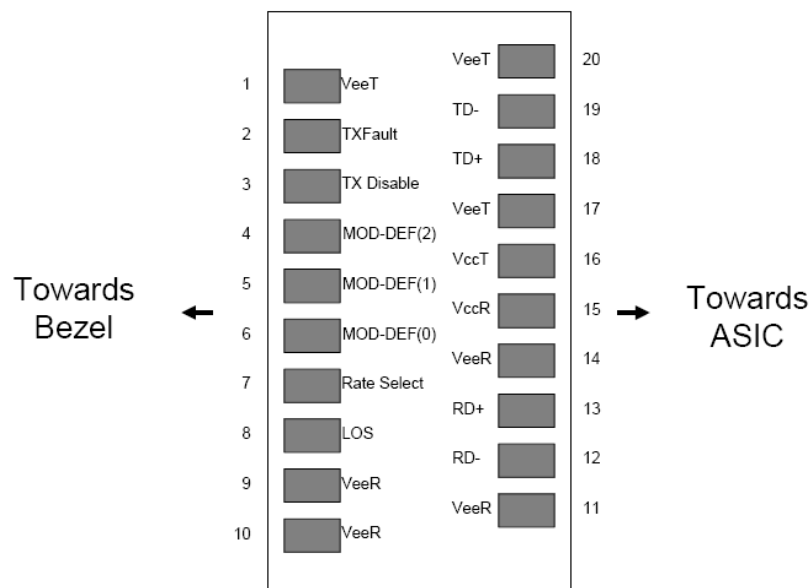 VeeT 20
1 VeeT
TD- 19
2 TXFault
TD+ 18
3 TX Disable
VeeT 17
4 MOD-DEF(2)
VccT 16
5 MOD-DEF(1)
Towards
Bezel
VccR 15
Towards
ASIC
6 MOD-DEF(0)
VeeR 14
7 Rate Select
RD+ 13
8 LOS
RD- 12
9 VeeR
VeeR 11
10 VeeR